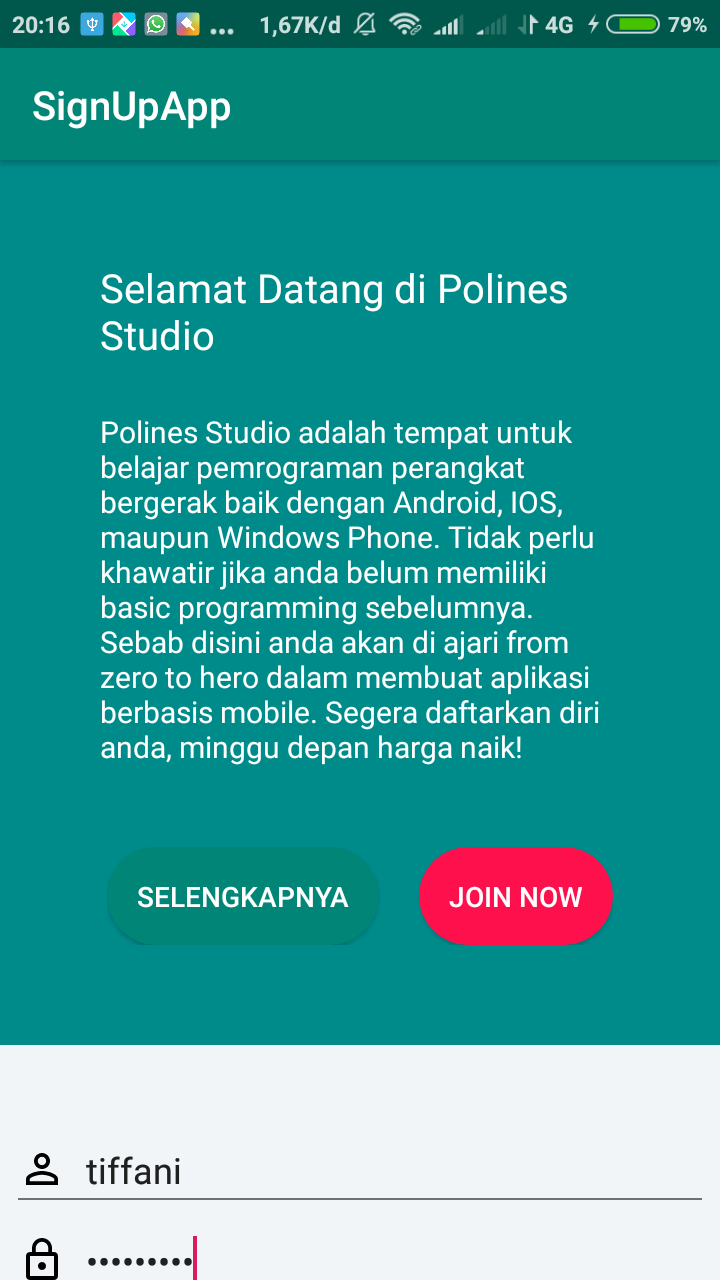 20:16 ... 1,67K/d 4G 79%
SignUpApp
Selamat Datang di Polines
Studio
Polines Studio adalah tempat untuk
belajar pemrograman perangkat
bergerak baik dengan Android, IOS,
maupun Windows Phone. Tidak perlu
khawatir jika anda belum memiliki
basic programming sebelumnya.
Sebab disini anda akan di ajari from
zero to hero dalam membuat aplikasi
berbasis mobile. Segera daftarkan diri
anda, minggu depan harga naik!
SELENGKAPNYA JOIN NOW
tiffani
•••••••••